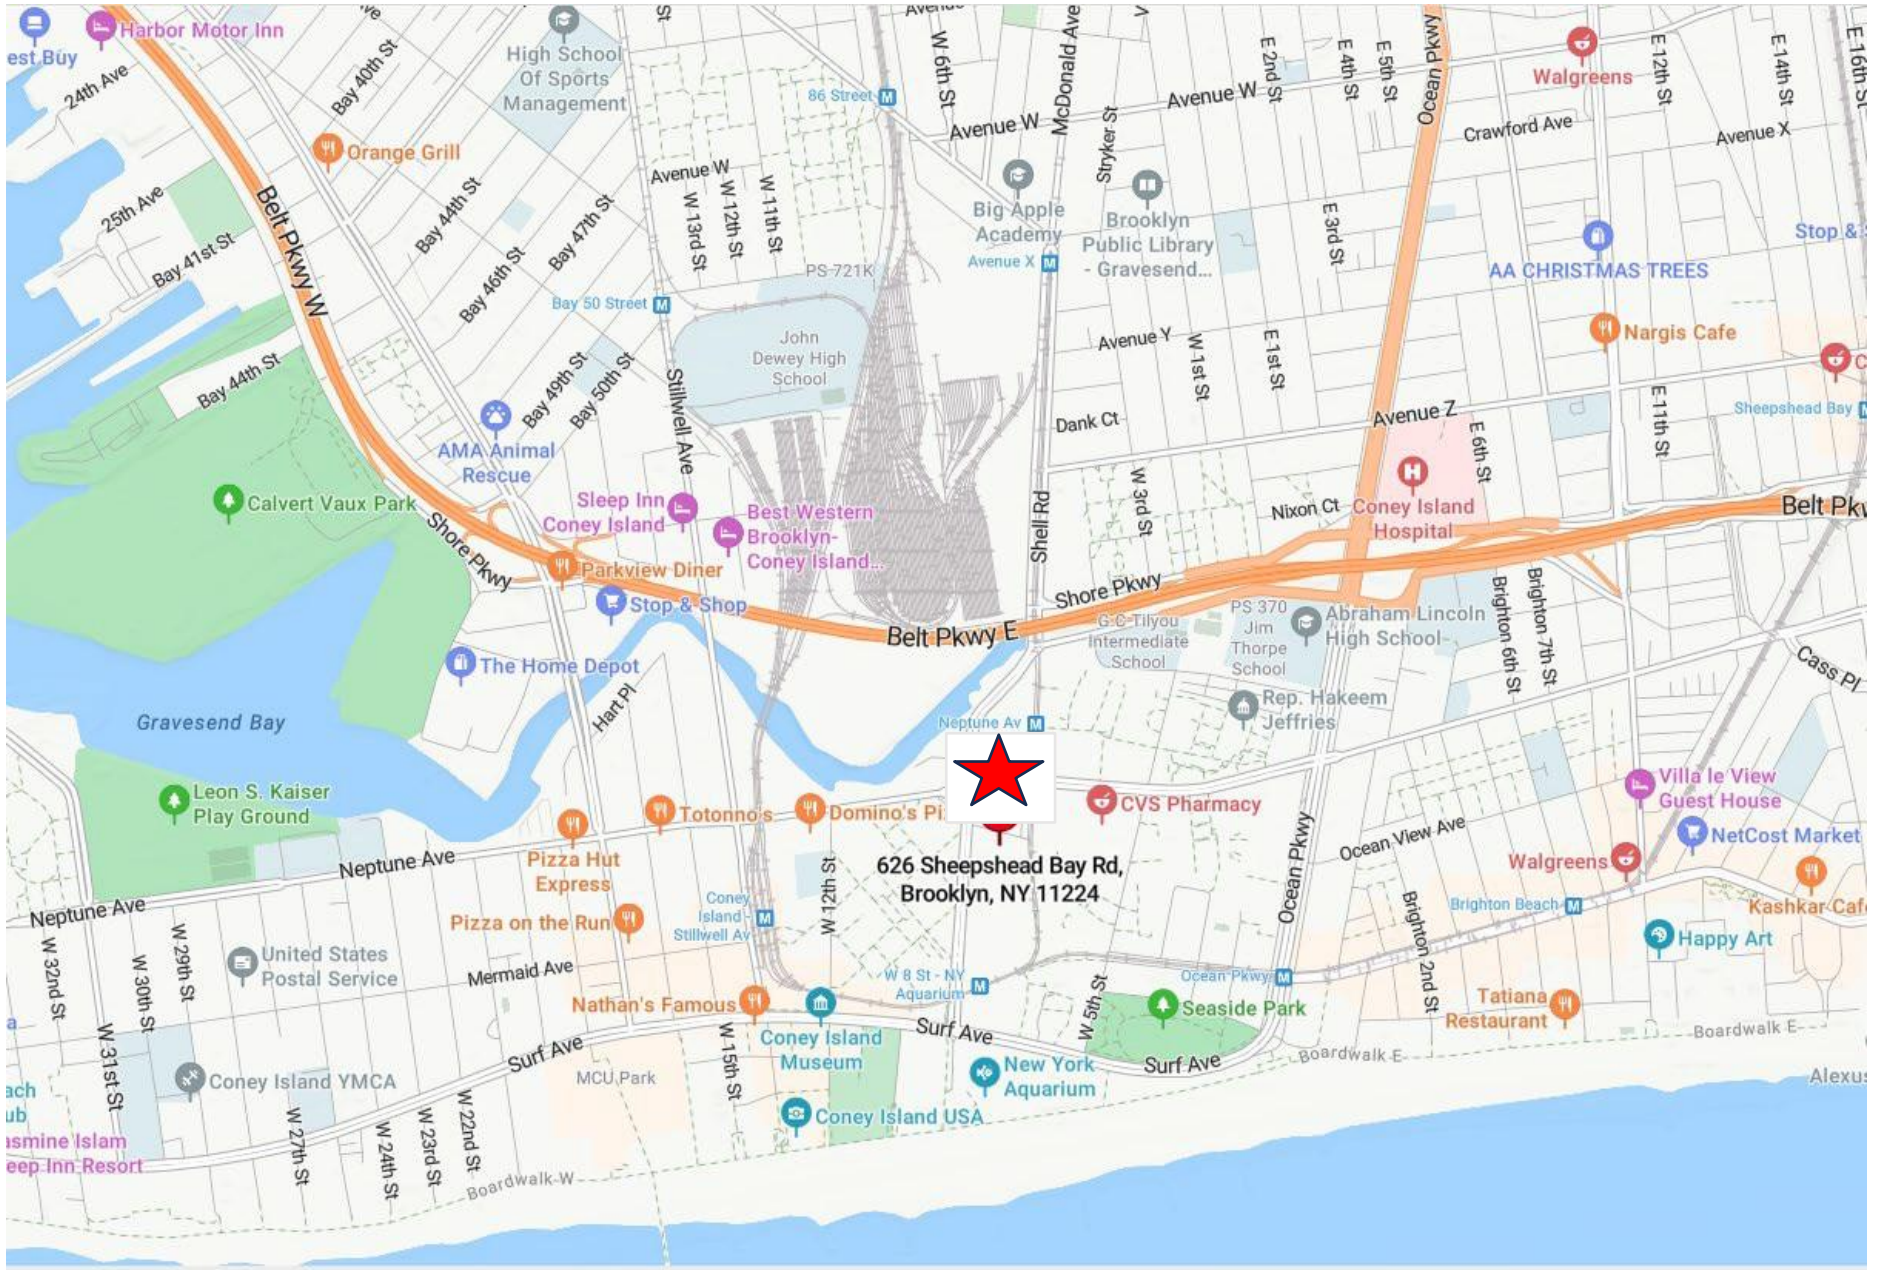 Harbor Motor Inn
est Buy
24th Ave
Bay 40th St
High School
Of Sports
Management
Orange Grill
25th Ave
Bay 41st St
Belt Pkwy W
Bay 44th St
Bay 46th St
Bay 47th St
Avenue W
W 13th St
W 12th St
W 11th St
86 Street
W 6th St
McDonald Ave
Avenue W
Stryker St
Avenue W
E 2nd St
E 4th St
E 5th St
Ocean Pkwy
Walgreens
E 12th St
E 14th St
E 16th St
Crawford Ave
Avenue X
Big Apple
Academy
Avenue X
Brooklyn
Public Library
- Gravesend...
E 3rd St
AA CHRISTMAS TREES
Stop &
Nargis Cafe
PS 721K
Bay 50 Street
John
Dewey High
School
Bay 44th St
Bay 49th St
Bay 50th St
Stillwell Ave
Avenue Y
W 1st St
E 1st St
Dank Ct
Avenue Z
E 6th St
E 11th St
Sheepshead Bay
C
AMA Animal
Rescue
Calvert Vaux Park
Shore Pkwy
Sleep Inn
Coney Island
Best Western
Brooklyn-
Coney Island...
Parkview Diner
Stop & Shop
Shell Rd
W 3rd St
Nixon Ct
Coney Island
Hospital
Belt Pkw
Shore Pkwy
Belt Pkwy E
G C Tilyou
Intermediate
School
PS 370
Jim
Thorpe
School
Abraham Lincoln
High School
Brighton 6th St
Brighton 7th St
Cass Pl
The Home Depot
Hart Pl
Gravesend Bay
Rep. Hakeem
Jeffries
Neptune Av
Leon S. Kaiser
Play Ground
Totonno's
Domino's Pi
CVS Pharmacy
Villa le View
Guest House
NetCost Market
Ocean View Ave
Walgreens
Kashkar Caf
Pizza Hut
Express
Neptune Ave
626 Sheepshead Bay Rd,
Brooklyn, NY 11224
Ocean Pkwy
Neptune Ave
Coney
Island -
Stillwell Av
W 12th St
Pizza on the Run
Brighton Beach
Happy Art
Brighton 2nd St
W 32nd St
W 30th St
W 29th St
United States
Postal Service
Mermaid Ave
Nathan's Famous
W 8 St - NY
Aquarium
Ocean Pkwy
W 5th St
Seaside Park
Tatiana
Restaurant
Boardwalk E
a
W 31st St
Coney Island YMCA
Surf Ave
MCU Park
W 15th St
Coney Island
Museum
Surf Ave
New York
Aquarium
Surf Ave
Boardwalk E
Alexus
ach
ub
asmine Islam
eep Inn Resort
W 27th St
W 24th St
W 23rd St
W 22nd St
Boardwalk W
Coney Island USA